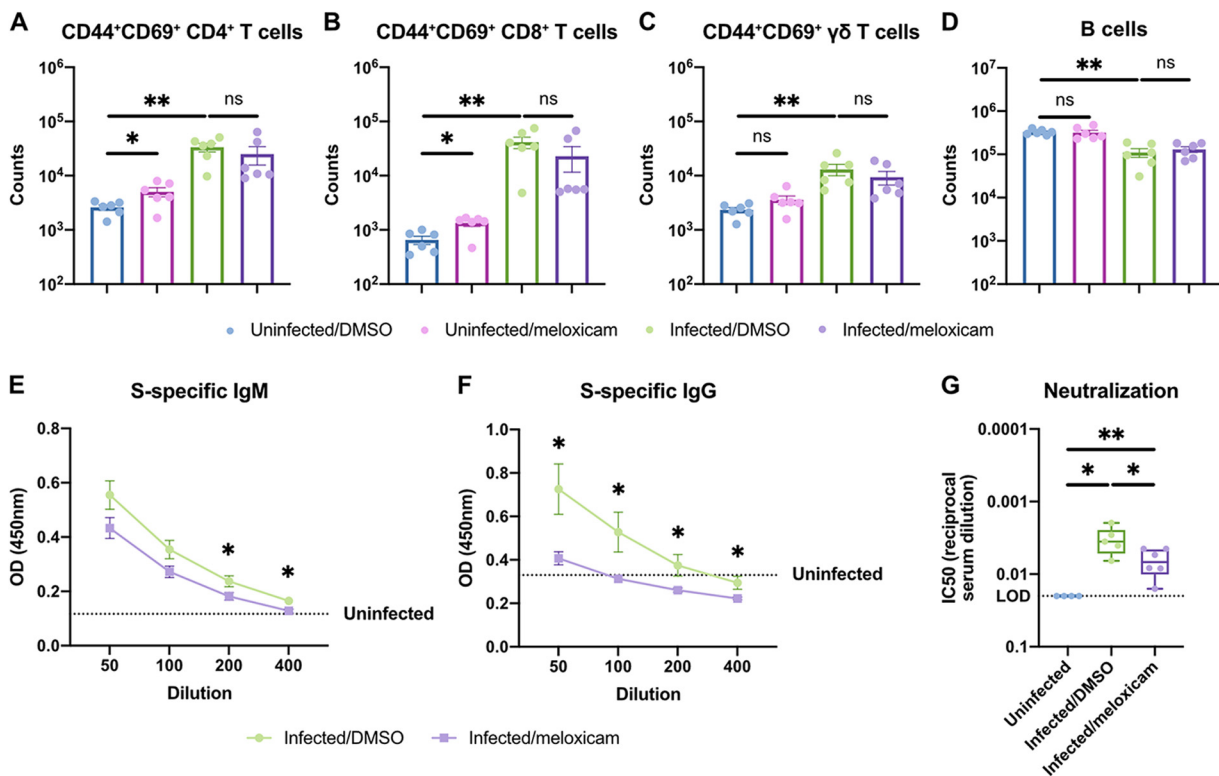 A CD44⁺CD69⁺ CD4⁺ T cells
10⁶
10⁵
10⁴
10³
10²
Counts
**
ns
*
B CD44⁺CD69⁺ CD8⁺ T cells
10⁶
10⁵
10⁴
10³
10²
Counts
**
ns
*
C CD44⁺CD69⁺ γδ T cells
10⁶
10⁵
10⁴
10³
10²
Counts
**
ns
ns
D B cells
10⁷
10⁶
10⁵
10⁴
10³
10²
Counts
**
ns
ns
Uninfected/DMSO Uninfected/meloxicam Infected/DMSO Infected/meloxicam
E S-specific IgM
0.8
0.6
0.4
0.2
0.0
OD (450nm)
* *
Uninfected
50 100 200 400
Dilution
F S-specific IgG
1.0
0.8
0.6
0.4
0.2
0.0
OD (450nm)
* * * *
Uninfected
50 100 200 400
Dilution
Infected/DMSO Infected/meloxicam
G Neutralization
0.0001
0.001
0.01
LOD
0.1
IC50 (reciprocal
serum dilution)
**
* *
Uninfected
Infected/DMSO
Infected/meloxicam